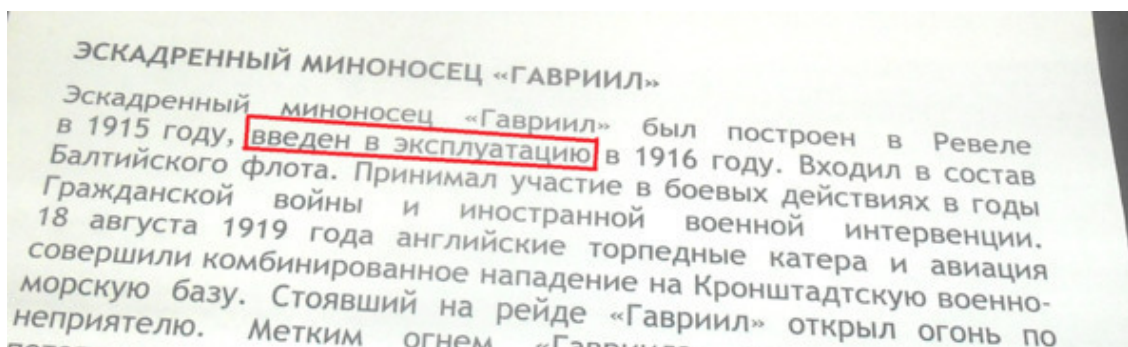 ЭСКАДРЕННЫЙ МИНОНОСЕЦ «ГАВРИИЛ»
Эскадренный миноносец «Гавриил» был построен в Ревеле
в 1915 году, введен в эксплуатацию в 1916 году. Входил в состав
Балтийского флота. Принимал участие в боевых действиях в годы
Гражданской войны и иностранной военной интервенции.
18 августа 1919 года английские торпедные катера и авиация
совершили комбинированное нападение на Кронштадтскую военно-
морскую базу. Стоявший на рейде «Гавриил» открыл огонь по
неприятелю. Метким огнем